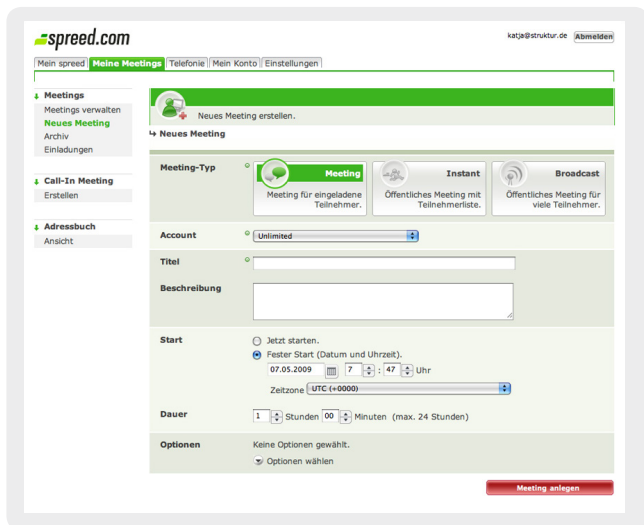 spreed.com
katja@struktur.de Abmelden
Mein spreed Meine Meetings Telefonie Mein Konto Einstellungen
Meetings
Meetings verwalten
Neues Meeting
Archiv
Einladungen
Call-In Meeting
Erstellen
Adressbuch
Ansicht
Neues Meeting erstellen.
Neues Meeting
Meeting-Typ
Meeting
Meeting für eingeladene
Teilnehmer.
Instant
Öffentliches Meeting mit
Teilnehmerliste.
Broadcast
Öffentliches Meeting für
viele Teilnehmer.
Account Unlimited
Titel
Beschreibung
Start Jetzt starten.
Fester Start (Datum und Uhrzeit).
07.05.2009 7 : 47 Uhr
Zeitzone UTC (+0000)
Dauer 1 Stunden 00 Minuten (max. 24 Stunden)
Optionen Keine Optionen gewählt.
Optionen wählen
Meeting anlegen